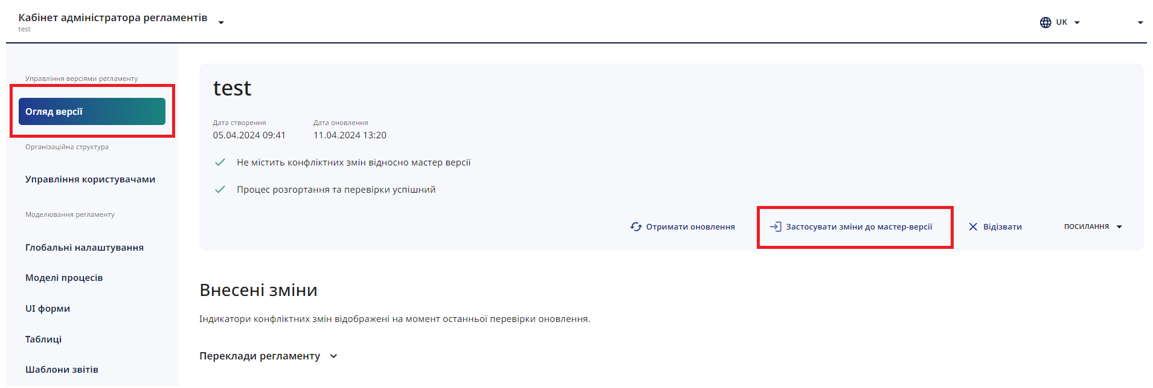 Кабінет адміністратора регламентів
test
UK
Управління версіями регламенту
Огляд версії
Організаційна структура
Управління користувачами
Моделювання регламенту
Глобальні налаштування
Моделі процесів
UI форми
Таблиці
Шаблони звітів
test
Дата створення
05.04.2024 09:41
Дата оновлення
11.04.2024 13:20
Не містить конфліктних змін відносно мастер версії
Процес розгортання та перевірки успішний
Отримати оновлення
Застосувати зміни до мастер-версії
Відізвати
ПОСИЛАННЯ
Внесені зміни
Індикатори конфліктних змін відображені на момент останньої перевірки оновлення.
Переклади регламенту